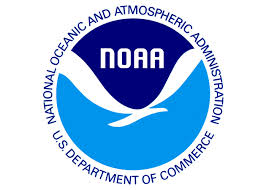 NATIONAL OCEANIC AND ATMOSPHERIC ADMINISTRATION
NOAA
U.S. DEPARTMENT OF COMMERCE